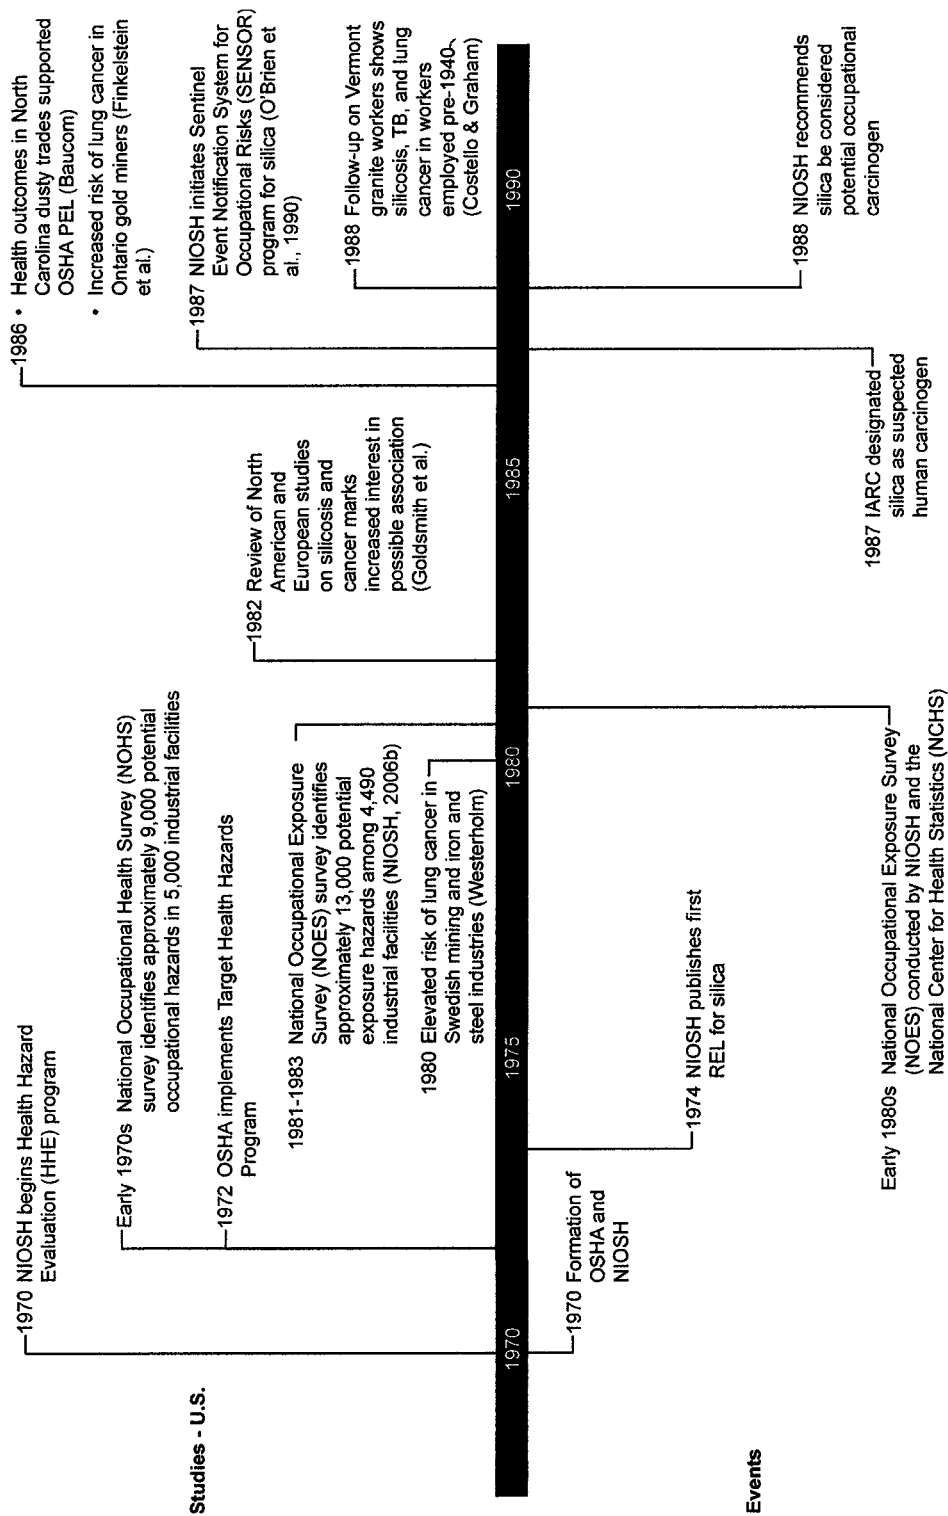 Studies - U.S.
1970 NIOSH begins Health Hazard
Evaluation (HHE) program
Early 1970s National Occupational Health Survey (NOHS)
survey identifies approximately 9,000 potential
occupational hazards in 5,000 industrial facilities
1972 OSHA implements Target Health Hazards
Program
1981-1983 National Occupational Exposure
Survey (NOES) survey identifies
approximately 13,000 potential
exposure hazards among 4,490
industrial facilities (NIOSH, 2006b)
1980 Elevated risk of lung cancer in
Swedish mining and iron and
steel industries (Westerholm)
1982 Review of North
American and
European studies
on silicosis and
cancer marks
increased interest in
possible association
(Goldsmith et al.)
1986 • Health outcomes in North
Carolina dusty trades supported
OSHA PEL (Baucom)
• Increased risk of lung cancer in
Ontario gold miners (Finkelstein
et al.)
1987 NIOSH initiates Sentinel
Event Notification System for
Occupational Risks (SENSOR)
program for silica (O'Brien et
al., 1990)
1988 Follow-up on Vermont
granite workers shows
silicosis, TB, and lung
cancer in workers
employed pre-1940
(Costello & Graham)
1970
1975
1980
1985
1990
Events
1970 Formation of
OSHA and
NIOSH
1974 NIOSH publishes first
REL for silica
Early 1980s National Occupational Exposure Survey
(NOES) conducted by NIOSH and the
National Center for Health Statistics (NCHS)
1987 IARC designated
silica as suspected
human carcinogen
1988 NIOSH recommends
silica be considered
potential occupational
carcinogen